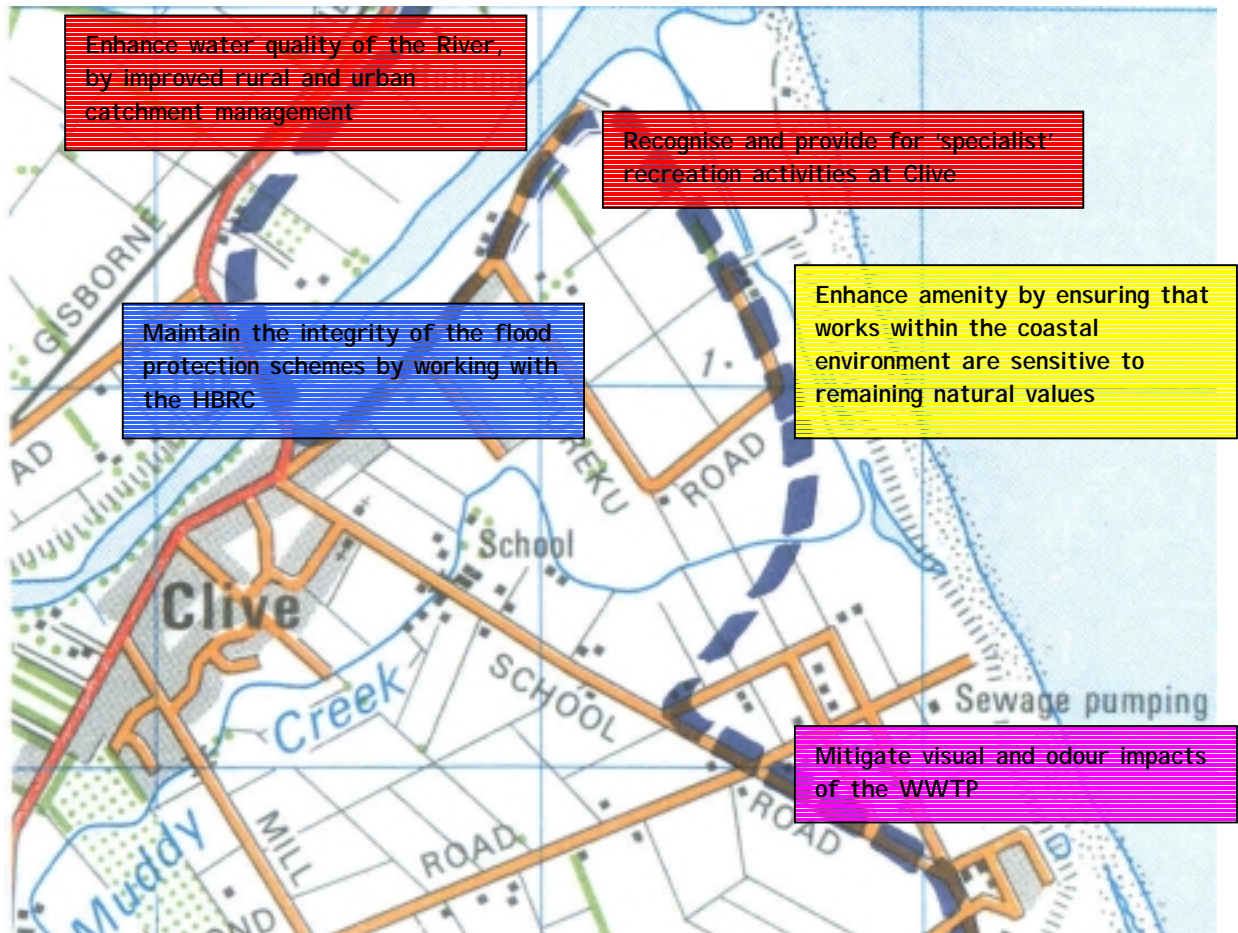 Enhance water quality of the River,
by improved rural and urban
catchment management
Recognise and provide for 'specialist'
recreation activities at Clive
GISBORNE
Enhance amenity by ensuring that
works within the coastal
environment are sensitive to
remaining natural values
Maintain the integrity of the flood
protection schemes by working with
the HBRC
1
ROAD
School
Clive
SCHOOL
ROAD
Creek
Sewage pumping
Mitigate visual and odour impacts
of the WWTP
Muddy
MILL
ROAD